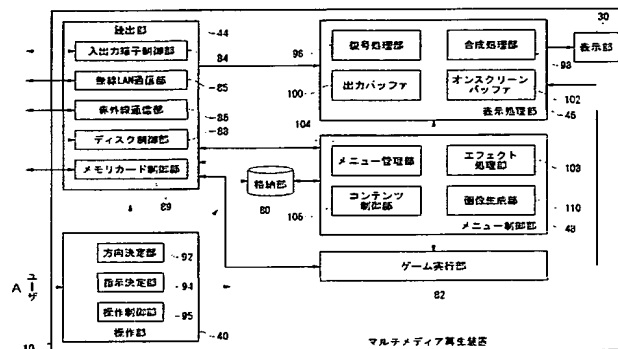 読出部
44
入出力端子制御部
84
無線LAN通信部
85
赤外線通信部
86
ディスク制御部
88
メモリカード制御部
89
96
復号処理部
合成処理部
98
30
表示部
100
出力バッファ
オンスクリーン
バッファ
102
表示処理部
46
104
メニュー管理部
エフェクト
処理部
108
格納部
80
106
コンテンツ
制御部
画像生成部
110
メニュー制御部
48
ゲーム実行部
82
A
ユーザ
方向決定部
92
指示決定部
94
操作制御部
95
操作部
40
10
マルチメディア再生装置